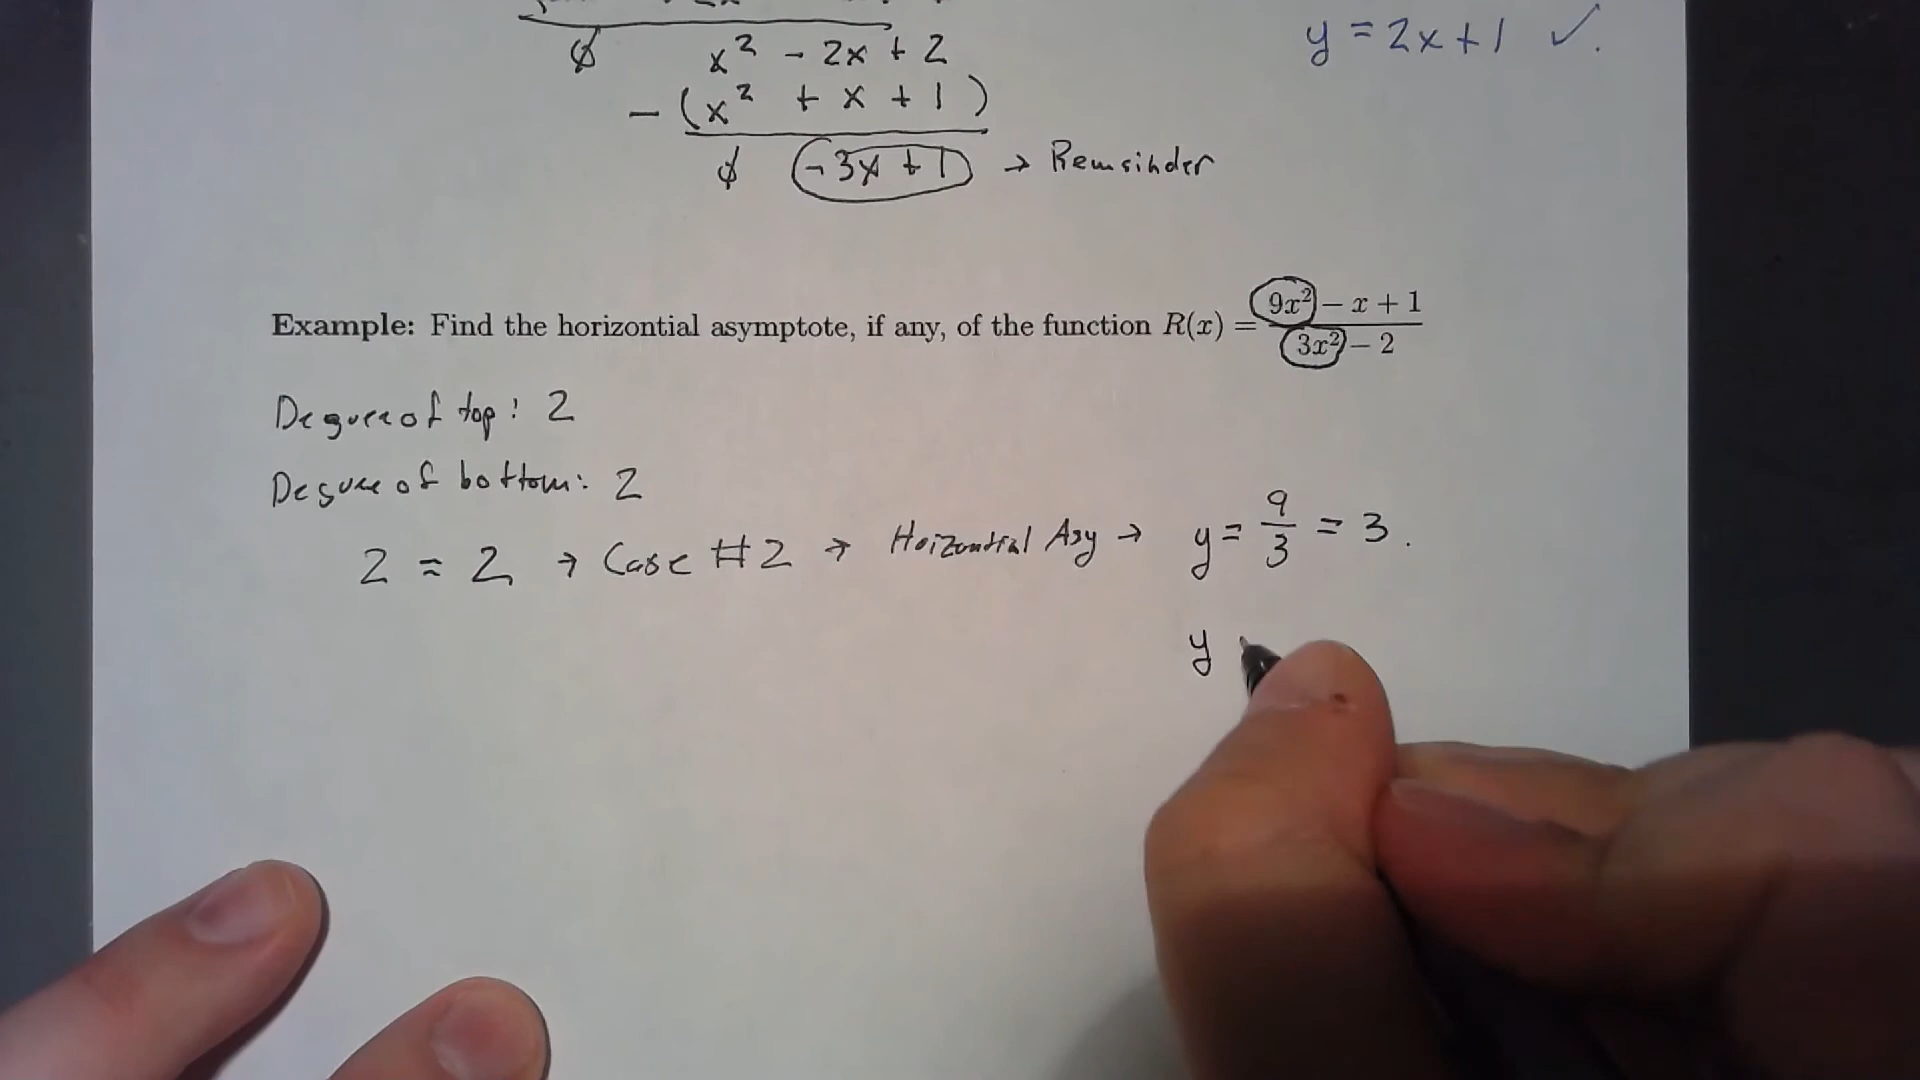 y = 2x + 1 ✓.
∅ x² - 2x + 2
- (x² + x + 1)
∅ -3x + 1 → Remainder
Example: Find the horizontial asymptote, if any, of the function R(x) = (9x² - x + 1)/(3x² - 2)
Degree of top: 2
Degree of bottom: 2
2 = 2 → Case #2 → Hoizontial Asy → y = 9/3 = 3.
y